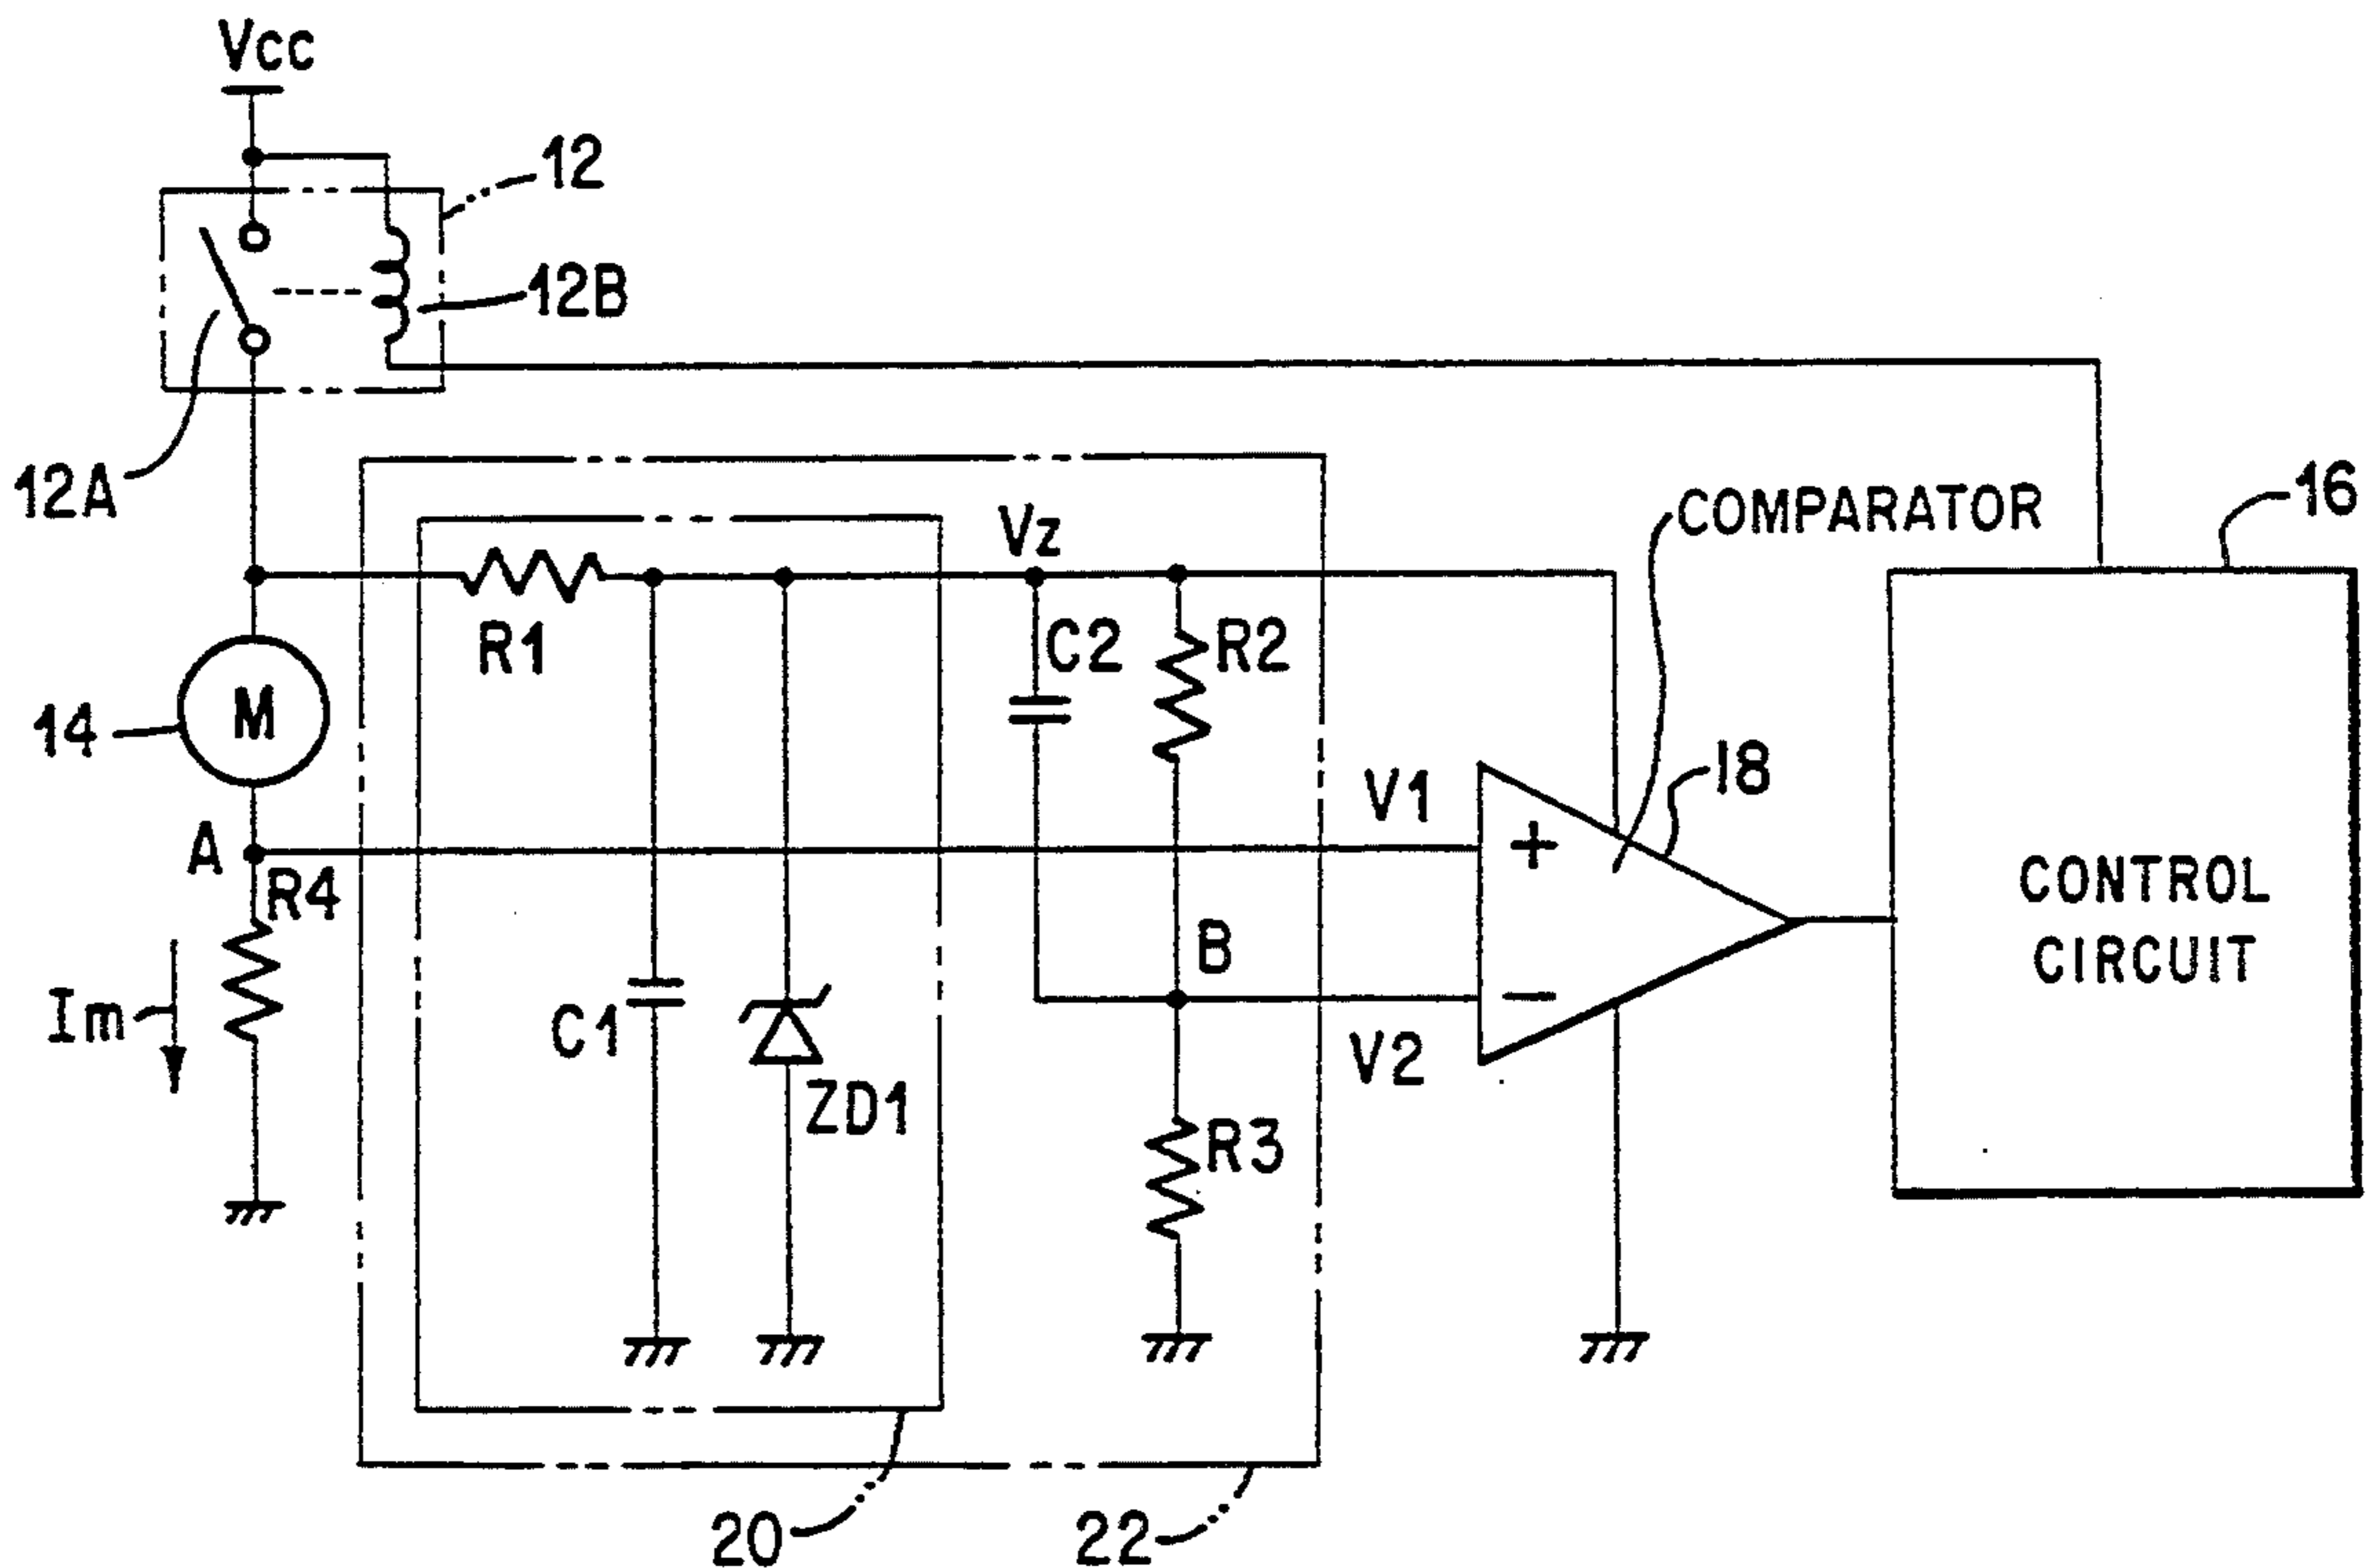 Vcc
12
12B
12A
16
COMPARATOR
Vz
R1
C2
R2
M
14
18
V1
+
A
R4
CONTROL
CIRCUIT
B
Im
C1
−
V2
ZD1
R3
20
22